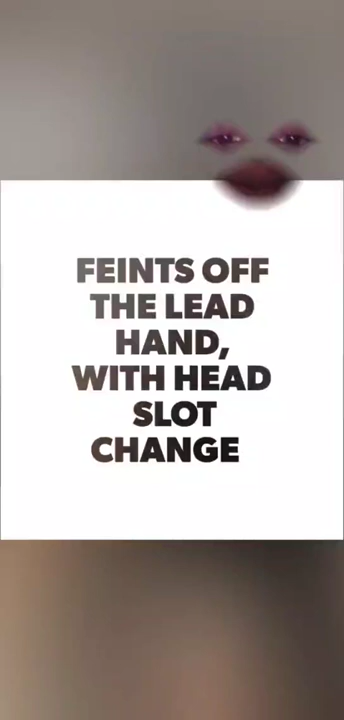 FEINTS OFF
THE LEAD
HAND,
WITH HEAD
SLOT
CHANGE